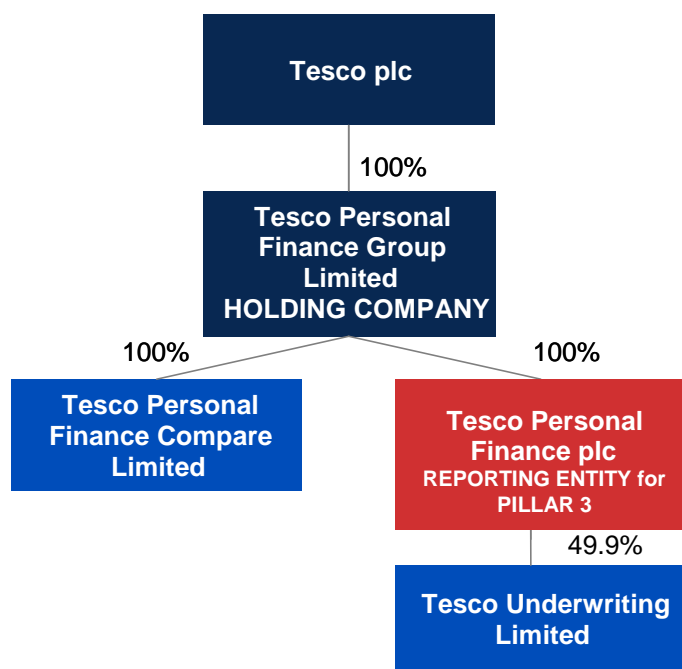 Tesco plc
100%
Tesco Personal
Finance Group
Limited
HOLDING COMPANY
100%
100%
Tesco Personal
Finance Compare
Limited
Tesco Personal
Finance plc
REPORTING ENTITY for
PILLAR 3
49.9%
Tesco Underwriting
Limited